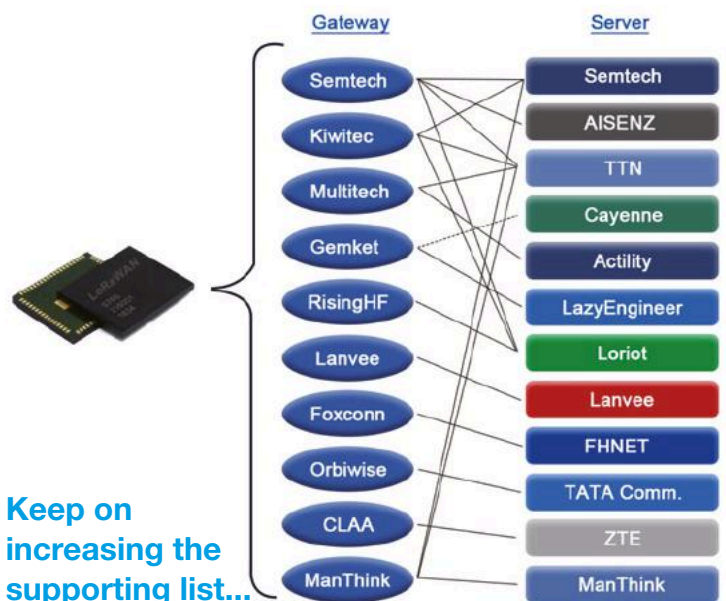 Gateway
Server
Semtech
Kiwitec
Multitech
Gemket
RisingHF
Lanvee
Foxconn
Orbiwise
CLAA
ManThink
Semtech
AISENZ
TTN
Cayenne
Actility
LazyEngineer
Loriot
Lanvee
FHNET
TATA Comm.
ZTE
ManThink
LoRaWAN
Keep on
increasing the
supporting list...